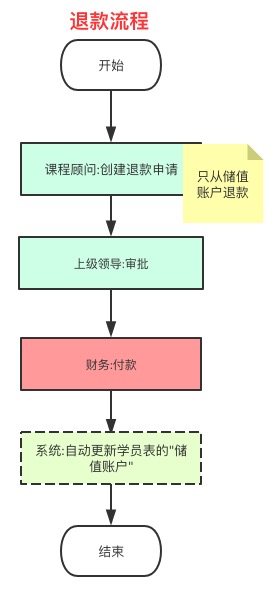 退款流程
开始
课程顾问:创建退款申请
只从储值
账户退款
上级领导:审批
财务:付款
系统:自动更新学员表的"储
值账户"
结束